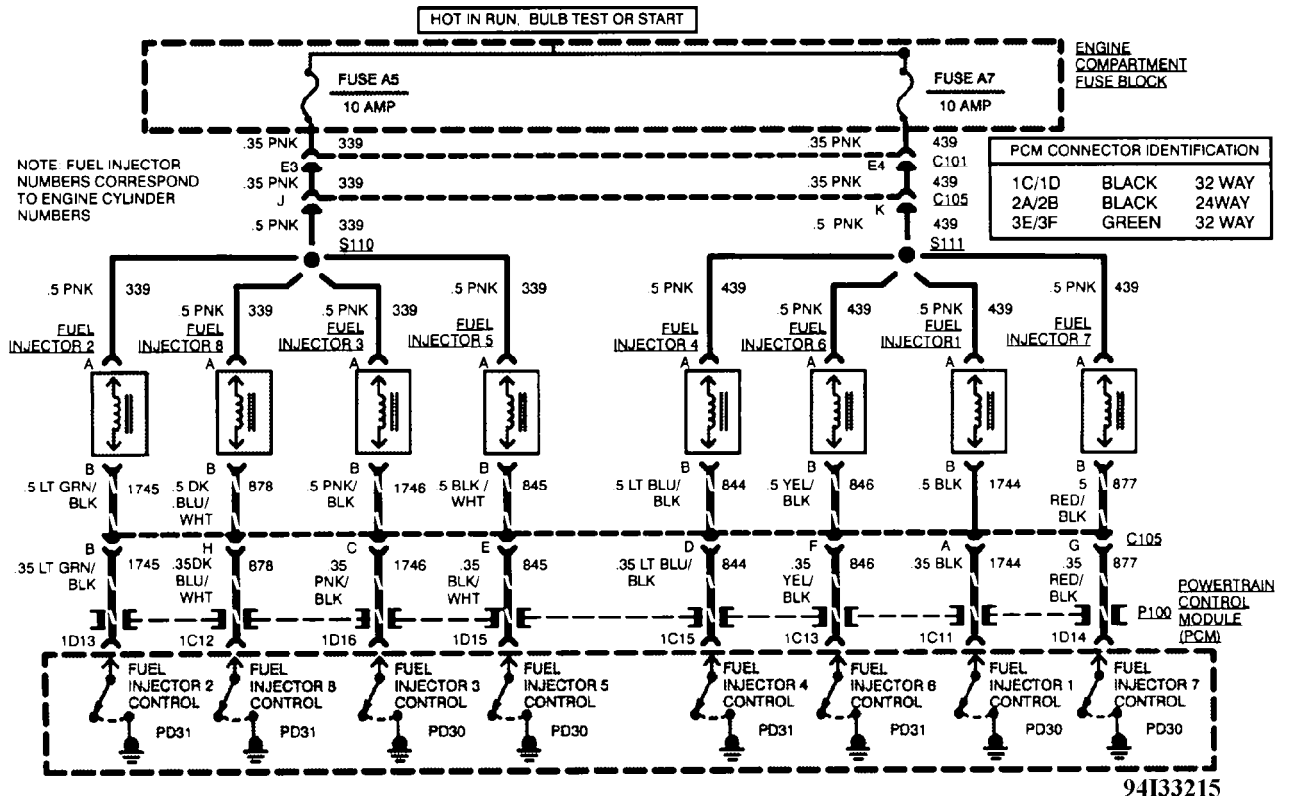 HOT IN RUN, BULB TEST OR START
ENGINE
COMPARTMENT
FUSE BLOCK
FUSE A5
10 AMP
FUSE A7
10 AMP
.35 PNK 339 .35 PNK 439
E3 E4 C101
.35 PNK 339 .35 PNK 439
J C105
.5 PNK 339 K .5 PNK 439
S110 S111
NOTE: FUEL INJECTOR
NUMBERS CORRESPOND
TO ENGINE CYLINDER
NUMBERS
PCM CONNECTOR IDENTIFICATION
1C/1D BLACK 32 WAY
2A/2B BLACK 24WAY
3E/3F GREEN 32 WAY
.5 PNK 339 .5 PNK 339 .5 PNK 339 .5 PNK 339 .5 PNK 439 .5 PNK 439 .5 PNK 439 .5 PNK 439
FUEL
INJECTOR 2
FUEL
INJECTOR 8
FUEL
INJECTOR 3
FUEL
INJECTOR 5
FUEL
INJECTOR 4
FUEL
INJECTOR 6
FUEL
INJECTOR1
FUEL
INJECTOR 7
A A A A A A A A
B B B B B B B B
.5 LT GRN/
BLK
1745
.5 DK
BLU/
WHT
878
.5 PNK/
BLK
1746
.5 BLK/
WHT
845
.5 LT BLU/
BLK
844
.5 YEL/
BLK
846
.5 BLK
1744
5
RED/
BLK
877
C105
B H C E D F A G
.35 LT GRN/
BLK
1745
.35DK
BLU/
WHT
878
.35
PNK/
BLK
1746
.35
BLK/
WHT
845
.35 LT BLU/
BLK
844
.35
YEL/
BLK
846
.35 BLK
1744
.35
RED/
BLK
877
P100
POWERTRAIN
CONTROL
MODULE
(PCM)
1D13 1C12 1D16 1D15 1C15 1C13 1C11 1D14
FUEL
INJECTOR 2
CONTROL
PD31
FUEL
INJECTOR 8
CONTROL
PD31
FUEL
INJECTOR 3
CONTROL
PD30
FUEL
INJECTOR 5
CONTROL
PD30
FUEL
INJECTOR 4
CONTROL
PD31
FUEL
INJECTOR 6
CONTROL
PD31
FUEL
INJECTOR 1
CONTROL
PD30
FUEL
INJECTOR 7
CONTROL
PD30
94I33215